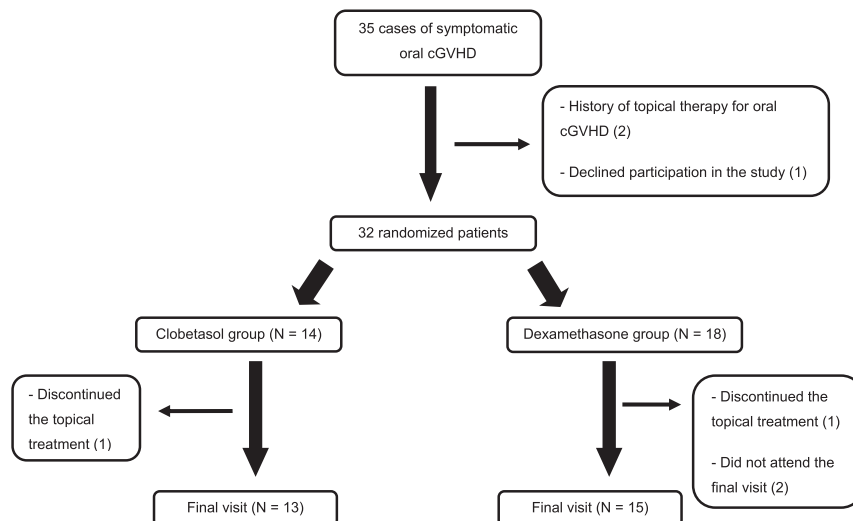 35 cases of symptomatic
oral cGVHD
- History of topical therapy for oral
cGVHD (2)
- Declined participation in the study (1)
32 randomized patients
Clobetasol group (N = 14)
Dexamethasone group (N = 18)
- Discontinued
the topical
treatment (1)
- Discontinued the
topical treatment (1)
- Did not attend the
final visit (2)
Final visit (N = 13)
Final visit (N = 15)